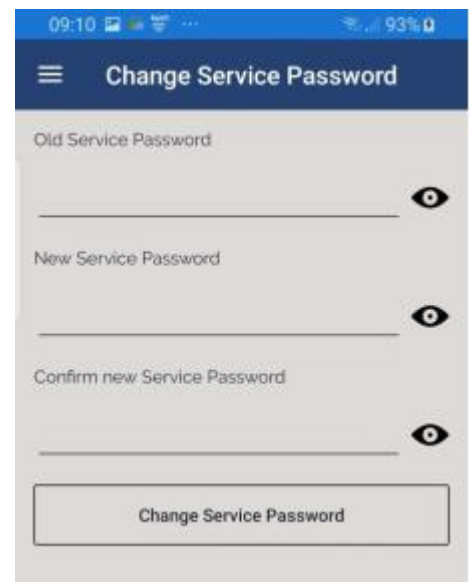 09:10 ... 93%
Change Service Password
Old Service Password
New Service Password
Confirm new Service Password
Change Service Password